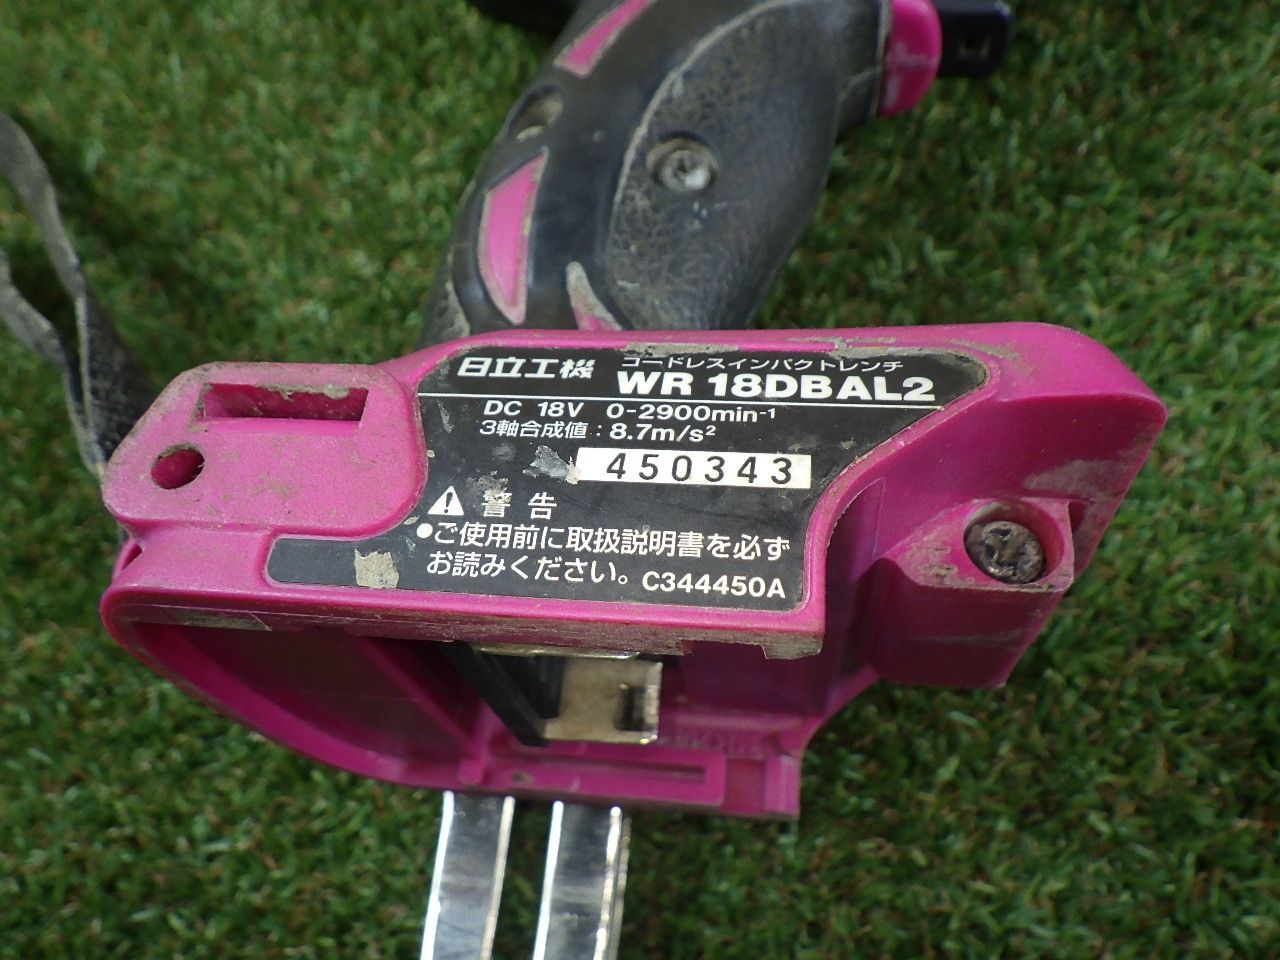 日立工機 コードレスインパクトレンチ
WR 18DBAL2
DC 18V 0-2900min-1
3軸合成値：8.7m/s2
450343
警告
●ご使用前に取扱説明書を必ず
お読みください。 C344450A